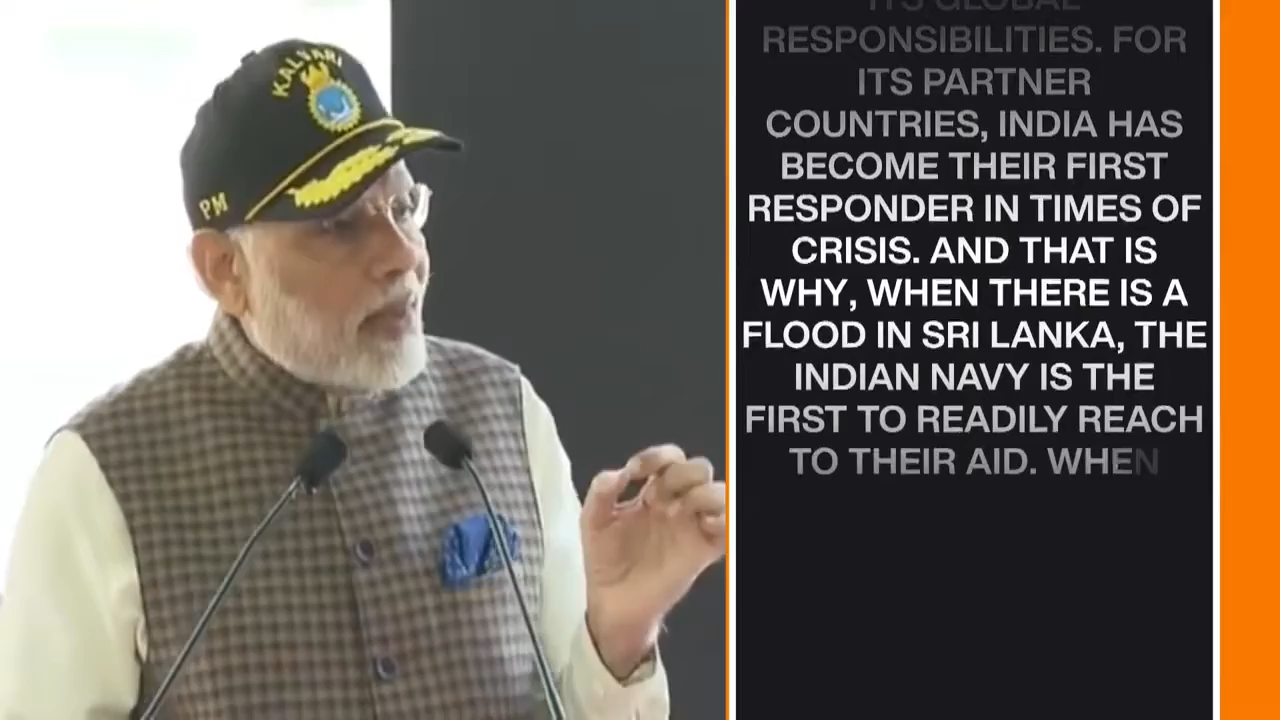 KALVARI
PM
ITS GLOBAL
RESPONSIBILITIES. FOR
ITS PARTNER
COUNTRIES, INDIA HAS
BECOME THEIR FIRST
RESPONDER IN TIMES OF
CRISIS. AND THAT IS
WHY, WHEN THERE IS A
FLOOD IN SRI LANKA, THE
INDIAN NAVY IS THE
FIRST TO READILY REACH
TO THEIR AID. WHEN